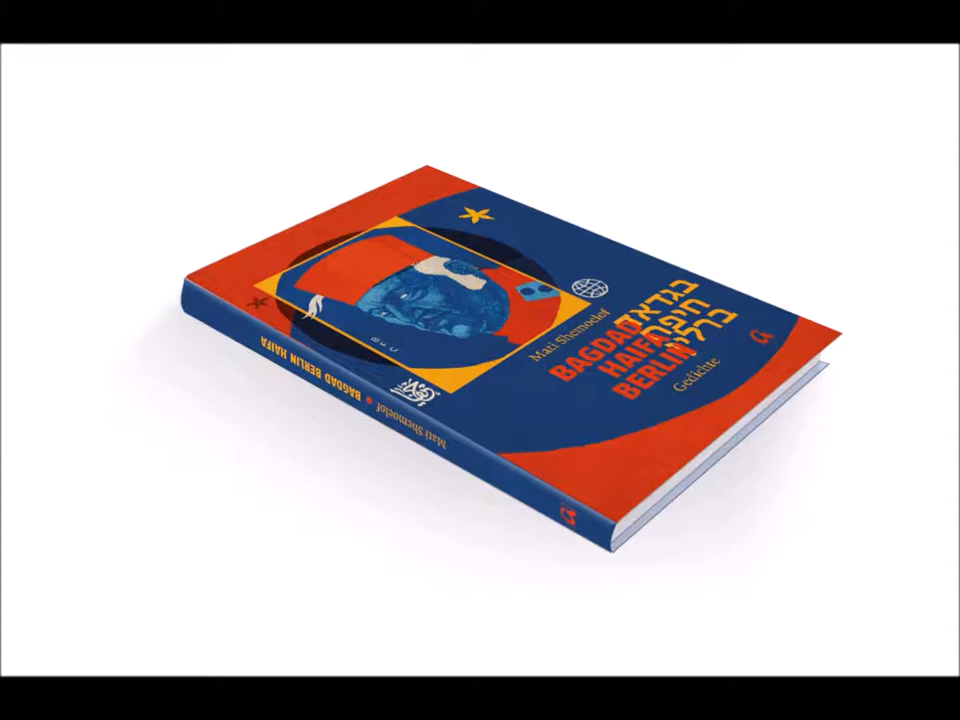 Mati Shemoelof
BAGDAD
HAIFA
BERLIN
בגדאד
חיפה
ברלין
Gedichte
Mati Shemoelof
BAGDAD BERLIN HAIFA